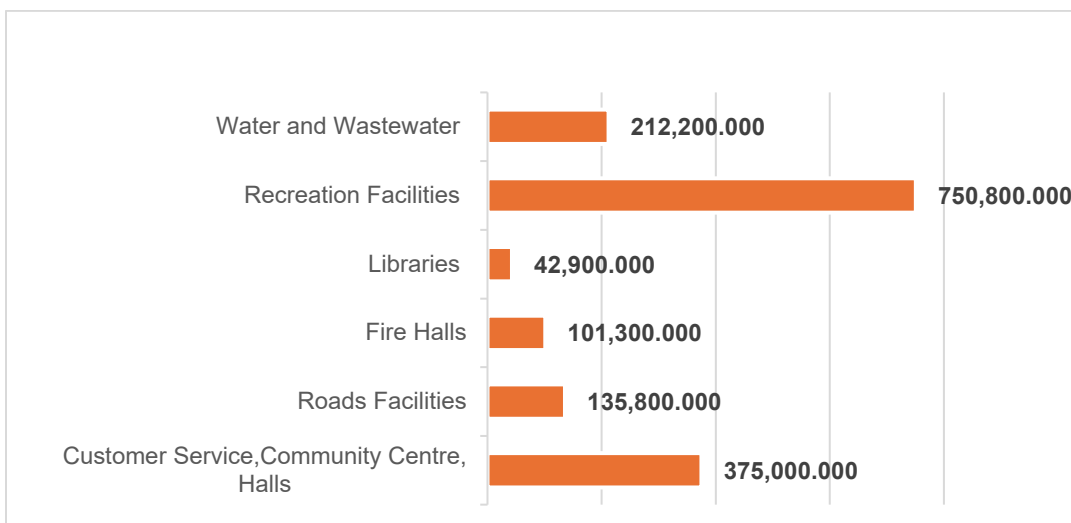 Water and Wastewater 212,200.000
Recreation Facilities 750,800.000
Libraries 42,900.000
Fire Halls 101,300.000
Roads Facilities 135,800.000
Customer Service,Community Centre,
Halls 375,000.000